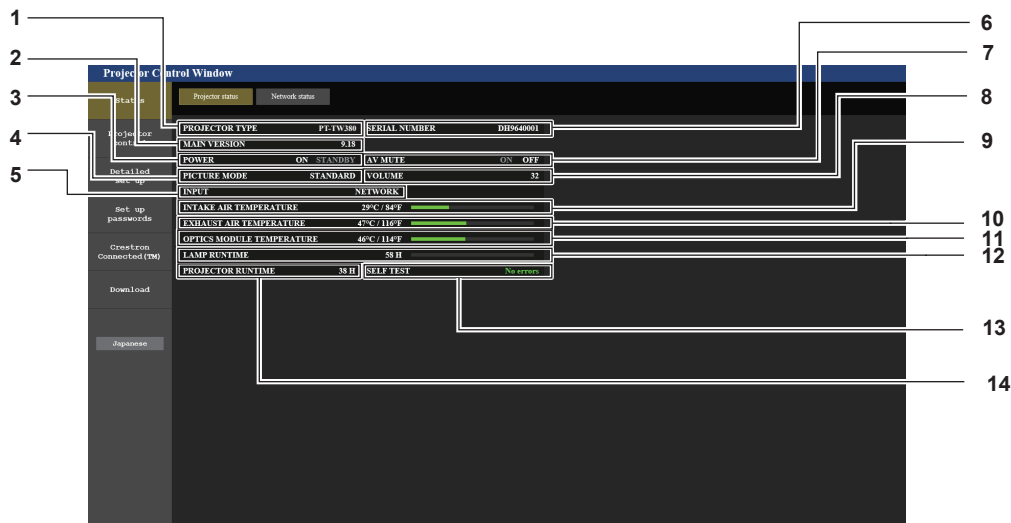 1
2
3
4
5
6
7
8
9
10
11
12
13
14
Projector Control Window
Status
Projector status Network status
PROJECTOR TYPE PT-TW380 SERIAL NUMBER DH9640001
MAIN VERSION 9.18
Projector
control
POWER ON STANDBY AV MUTE ON OFF
PICTURE MODE STANDARD VOLUME 32
Detailed
set up
INPUT NETWORK
INTAKE AIR TEMPERATURE 29°C / 84°F
Set up
passwords
EXHAUST AIR TEMPERATURE 47°C / 116°F
OPTICS MODULE TEMPERATURE 46°C / 114°F
Crestron
Connected(TM)
LAMP RUNTIME 58 H
PROJECTOR RUNTIME 38 H SELF TEST No errors
Download
Japanese